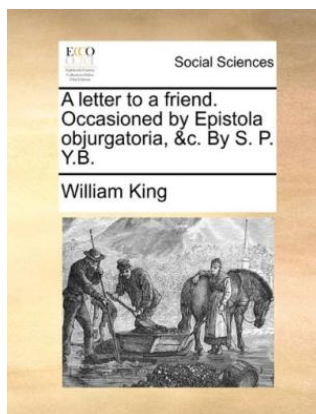 ECCO
Social Sciences
A letter to a friend.
Occasioned by Epistola
objurgatoria, &c. By S. P.
Y.B.
William King